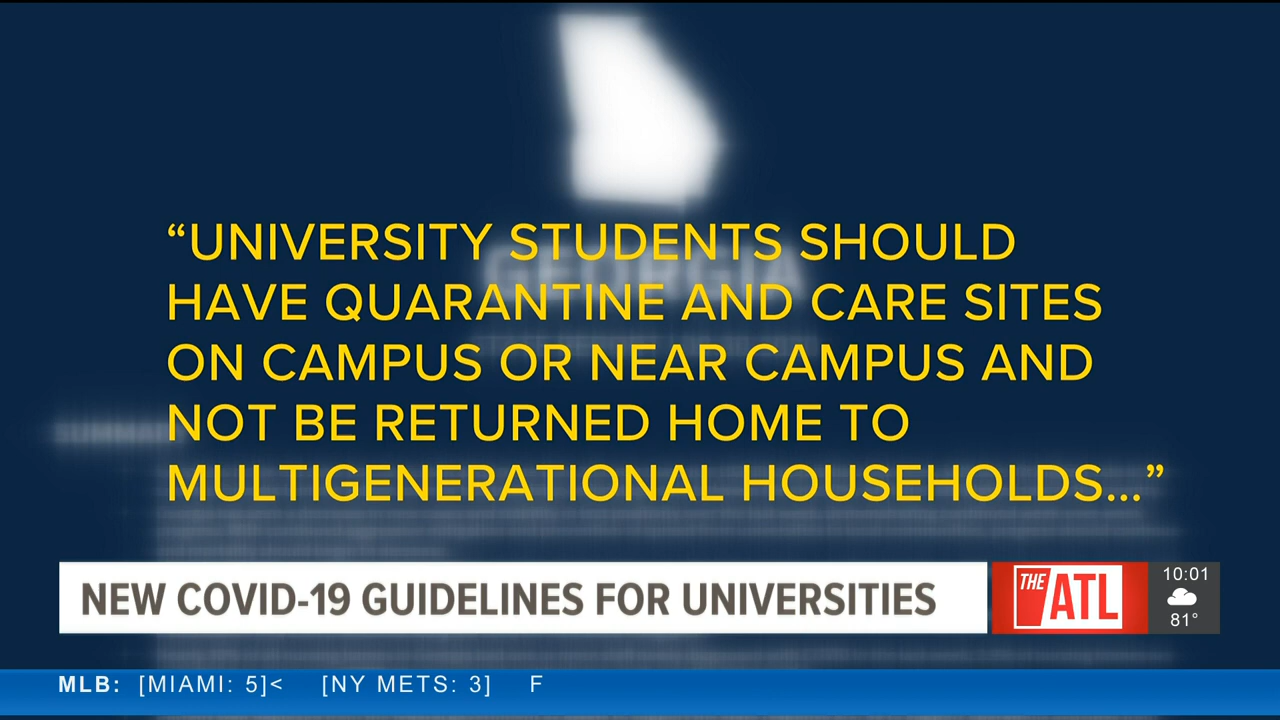 GEORGIA
“UNIVERSITY STUDENTS SHOULD
HAVE QUARANTINE AND CARE SITES
ON CAMPUS OR NEAR CAMPUS AND
NOT BE RETURNED HOME TO
MULTIGENERATIONAL HOUSEHOLDS...”
SUMMARY
NEW COVID-19 GUIDELINES FOR UNIVERSITIES
THE ATL
10:01
81°
MLB: [MIAMI: 5]< [NY METS: 3] F